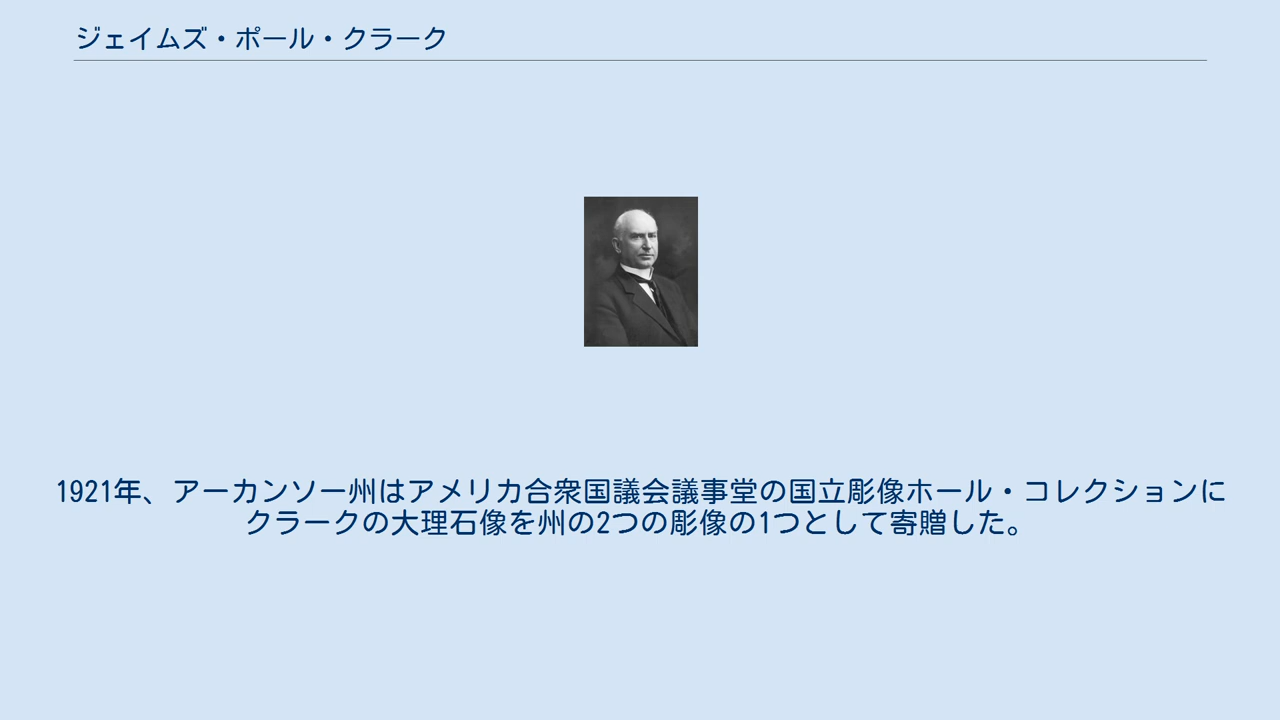 ジェイムズ・ポール・クラーク
1921年、アーカンソー州はアメリカ合衆国議会議事堂の国立彫像ホール・コレクションに
クラークの大理石像を州の2つの彫像の1つとして寄贈した。